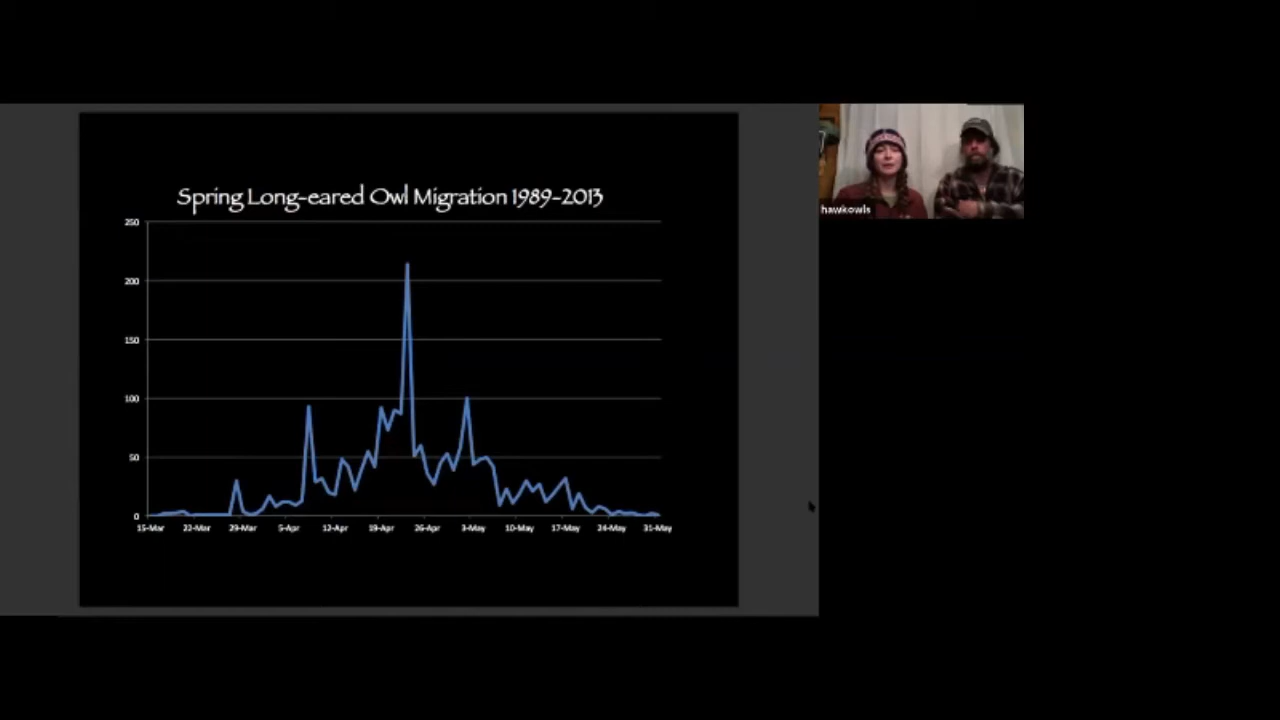 Spring Long-eared Owl Migration 1989-2013
250
200
150
100
50
0
15-Mar 22-Mar 29-Mar 5-Apr 12-Apr 19-Apr 26-Apr 3-May 10-May 17-May 24-May 31-May
hawkowls